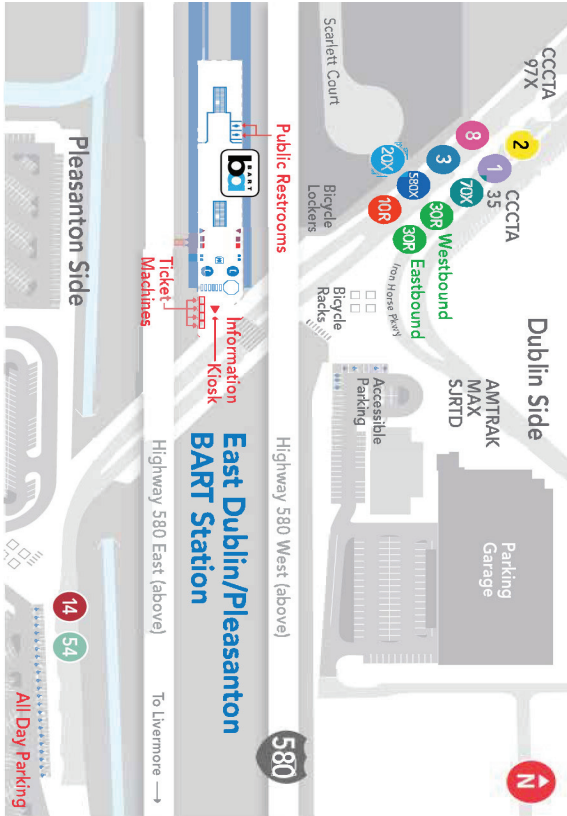 CCCTA
97X
Scarlett Court
2
8
1
3
20X
70X
580X
CCCTA
35
10R
30R
Westbound
30R
Eastbound
Iron Horse Pkwy
Bicycle
Lockers
Bicycle
Racks
Dublin Side
AMTRAK
MAX
SJRTD
Accessible
Parking
Parking
Garage
Public Restrooms
BART
ba
Ticket
Machines
Information
Kiosk
East Dublin/Pleasanton
BART Station
Highway 580 West (above)
Highway 580 East (above)
580
To Livermore →
Pleasanton Side
14
54
All Day Parking
N